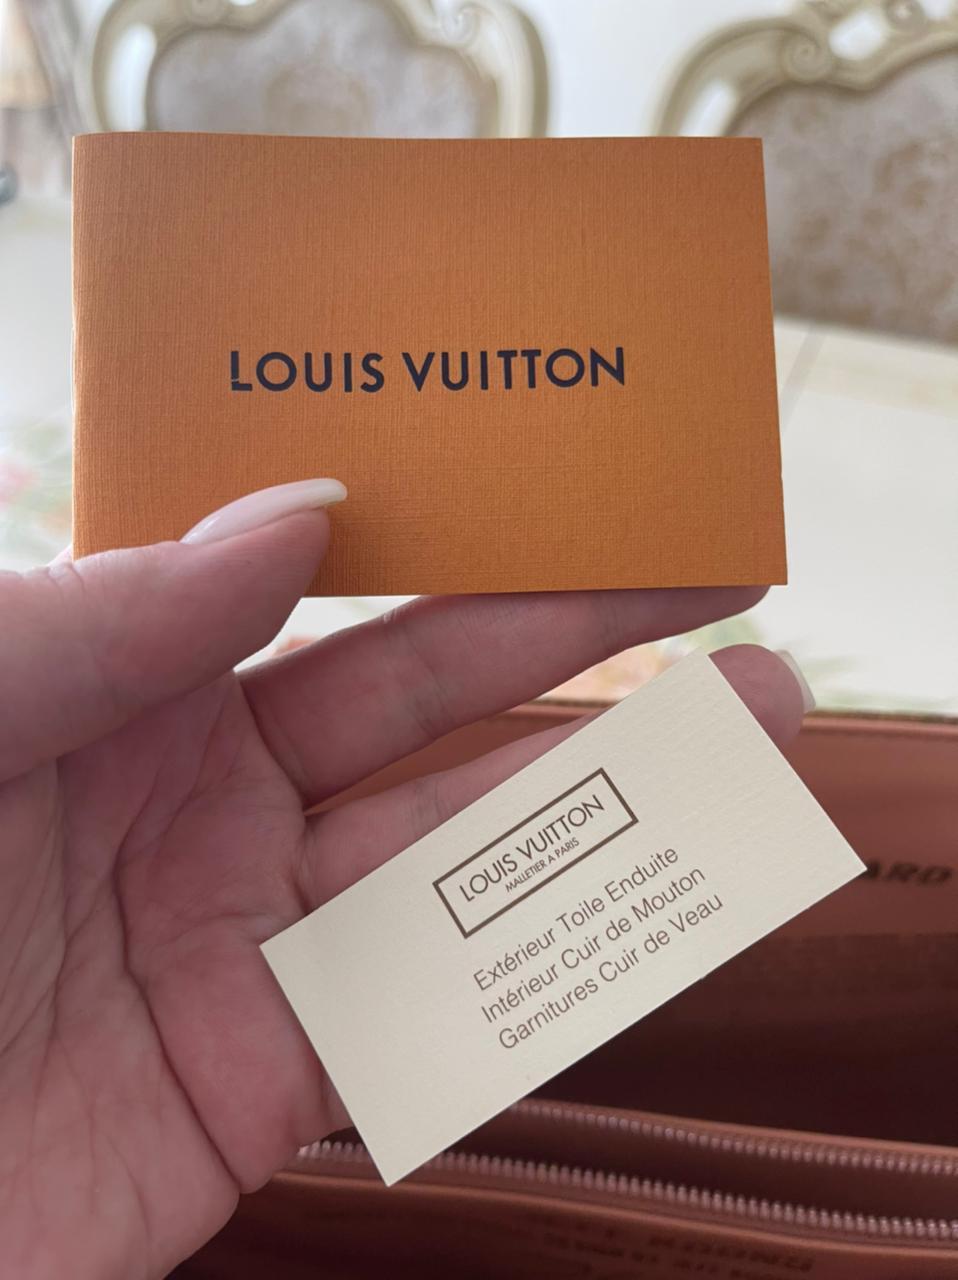 LOUIS VUITTON
LOUIS VUITTON
MALLETIER A PARIS
Extérieur Toile Enduite
Intérieur Cuir de Mouton
Garnitures Cuir de Veau